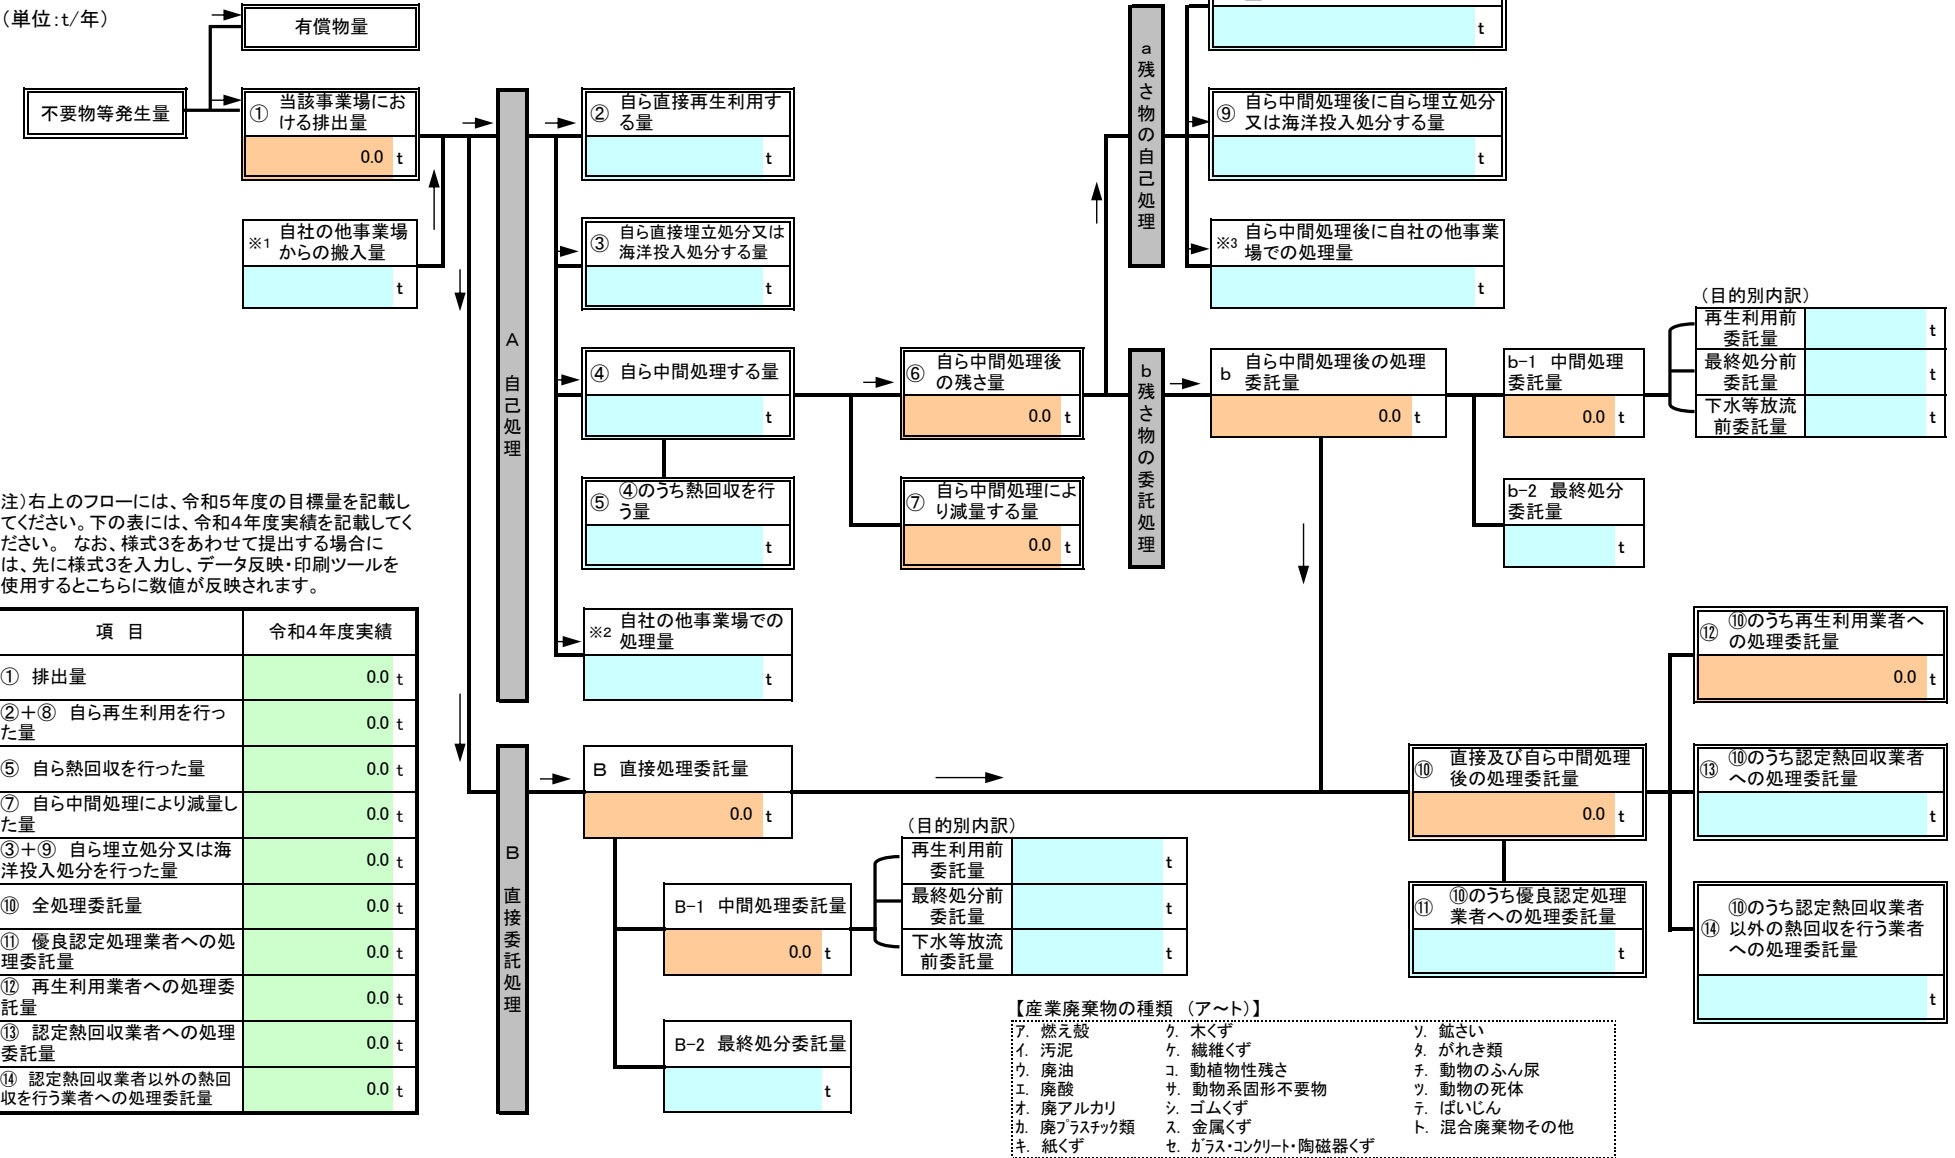 (単位:t/年)
有償物量
不要物等発生量
① 当該事業場にお
ける排出量
0.0 t
※1 自社の他事業場
からの搬入量
t
A 自己処理
② 自ら直接再生利用す
る量
t
③ 自ら直接埋立処分又は
海洋投入処分する量
t
④ 自ら中間処理する量
t
⑤ ④のうち熱回収を行
う量
t
※2 自社の他事業場での
処理量
t
⑥ 自ら中間処理後
の残さ量
0.0 t
⑦ 自ら中間処理によ
り減量する量
0.0 t
a残さ物の自己処理
t
⑨ 自ら中間処理後に自ら埋立処分
又は海洋投入処分する量
t
※3 自ら中間処理後に自社の他事業
場での処理量
t
b残さ物の委託処理
b 自ら中間処理後の処理
委託量
0.0 t
b-1 中間処理
委託量
0.0 t
b-2 最終処分
委託量
t
(目的別内訳)
再生利用前
委託量
t
最終処分前
委託量
t
下水等放流
前委託量
t
注)右上のフローには、令和5年度の目標量を記載し
てください。下の表には、令和4年度実績を記載してく
ださい。 なお、様式3をあわせて提出する場合に
は、先に様式3を入力し、データ反映・印刷ツールを
使用するとこちらに数値が反映されます。
項 目 令和4年度実績
① 排出量 0.0 t
②+⑧ 自ら再生利用を行っ
た量 0.0 t
⑤ 自ら熱回収を行った量 0.0 t
⑦ 自ら中間処理により減量し
た量 0.0 t
③+⑨ 自ら埋立処分又は海
洋投入処分を行った量 0.0 t
⑩ 全処理委託量 0.0 t
⑪ 優良認定処理業者への処
理委託量 0.0 t
⑫ 再生利用業者への処理委
託量 0.0 t
⑬ 認定熱回収業者への処理
委託量 0.0 t
⑭ 認定熱回収業者以外の熱回
収を行う業者への処理委託量 0.0 t
B 直接委託処理
B 直接処理委託量
0.0 t
B-1 中間処理委託量
0.0 t
B-2 最終処分委託量
t
(目的別内訳)
再生利用前
委託量
t
最終処分前
委託量
t
下水等放流
前委託量
t
⑩ 直接及び自ら中間処理
後の処理委託量
0.0 t
⑪ ⑩のうち優良認定処理
業者への処理委託量
t
⑫ ⑩のうち再生利用業者へ
の処理委託量
0.0 t
⑬ ⑩のうち認定熱回収業者
への処理委託量
t
⑭ ⑩のうち認定熱回収業者
以外の熱回収を行う業者
への処理委託量
t
【産業廃棄物の種類 (ア~ト)】
ア. 燃え殻 ク. 木くず ソ. 鉱さい
イ. 汚泥 ケ. 繊維くず タ. がれき類
ウ. 廃油 コ. 動植物性残さ チ. 動物のふん尿
エ. 廃酸 サ. 動物系固形不要物 ツ. 動物の死体
オ. 廃アルカリ シ. ゴムくず テ. ばいじん
カ. 廃プラスチック類 ス. 金属くず ト. 混合廃棄物その他
キ. 紙くず セ. ガラス・コンクリート・陶磁器くず